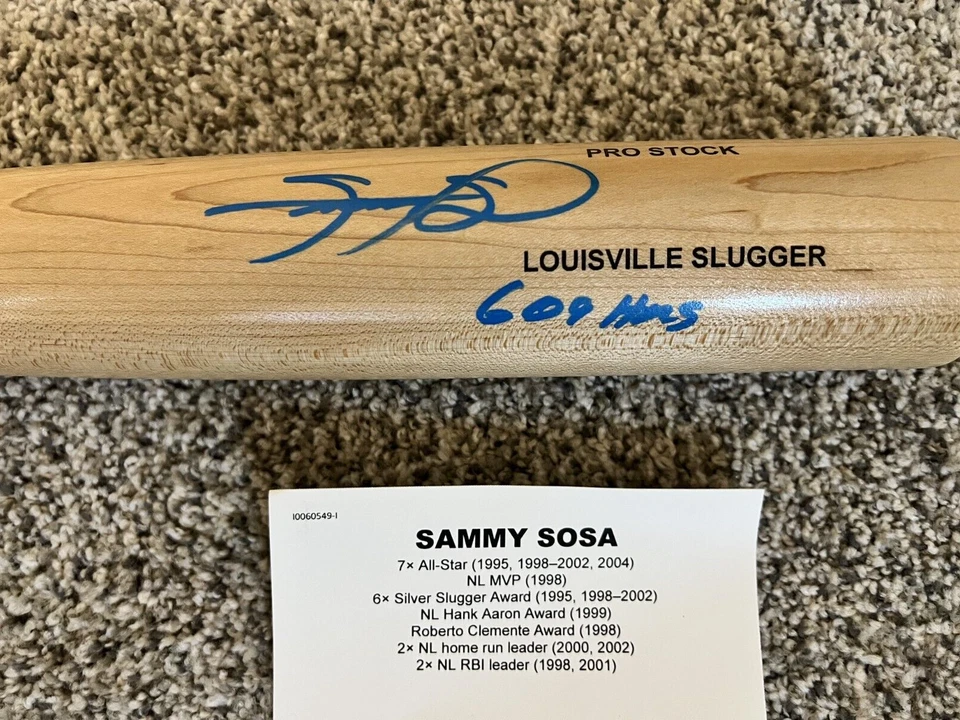 PRO STOCK
Sammy Sosa
LOUISVILLE SLUGGER
609 HRs
I0060549-I
SAMMY SOSA
7× All-Star (1995, 1998–2002, 2004)
NL MVP (1998)
6× Silver Slugger Award (1995, 1998–2002)
NL Hank Aaron Award (1999)
Roberto Clemente Award (1998)
2× NL home run leader (2000, 2002)
2× NL RBI leader (1998, 2001)